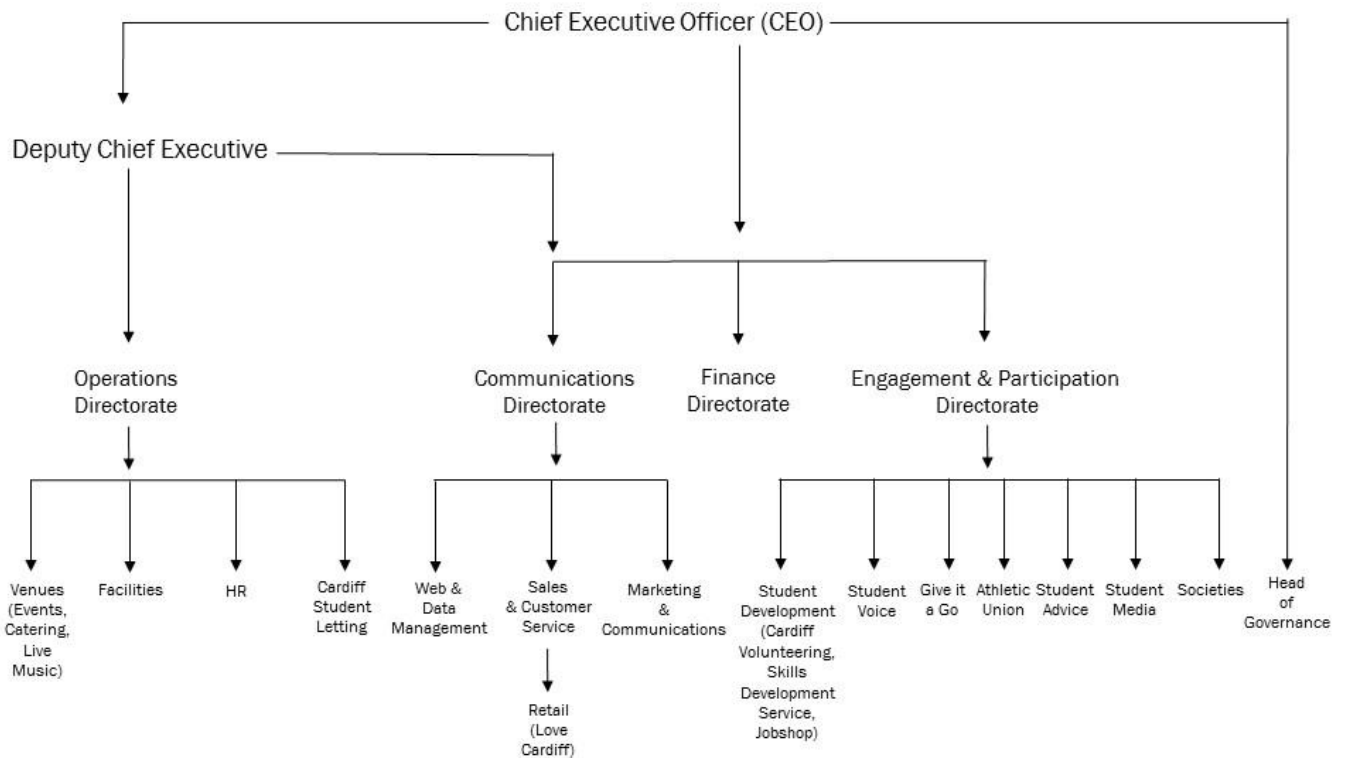 Chief Executive Officer (CEO)
Deputy Chief Executive
Operations
Directorate
Communications
Directorate
Finance
Directorate
Engagement & Participation
Directorate
Venues
(Events,
Catering,
Live
Music)
Facilities
HR
Cardiff
Student
Letting
Web &
Data
Management
Sales
& Customer
Service
Marketing
&
Communications
Student
Development
(Cardiff
Volunteering,
Skills
Development
Service,
Jobshop)
Student
Voice
Give it
a Go
Athletic
Union
Student
Advice
Student
Media
Societies
Head
of
Governance
Retail
(Love
Cardiff)